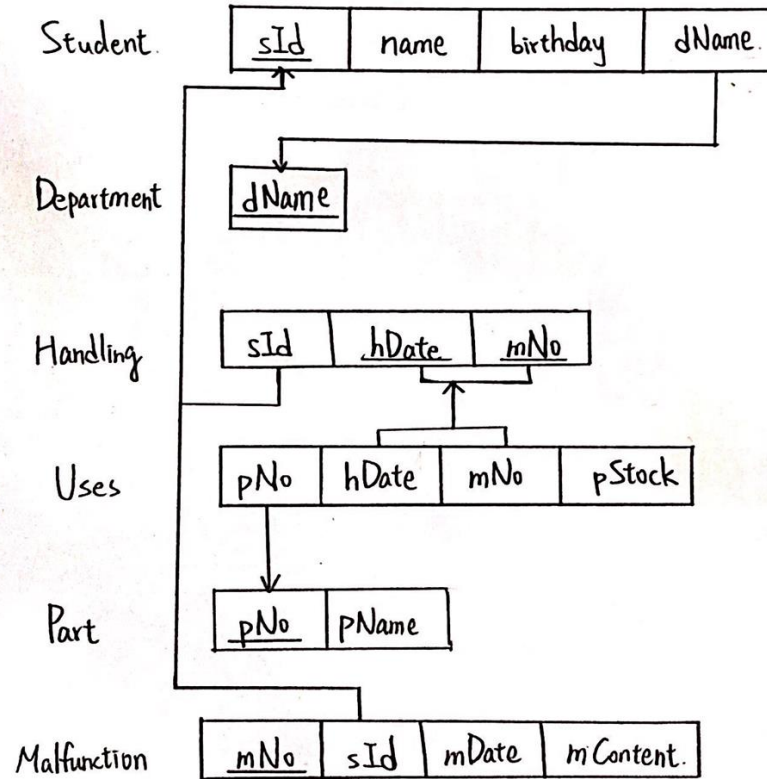 Student. sId name birthday dName.
Department dName
Handling sId hDate mNo
Uses pNo hDate mNo pStock
Part pNo pName
Malfunction mNo sId mDate mContent.